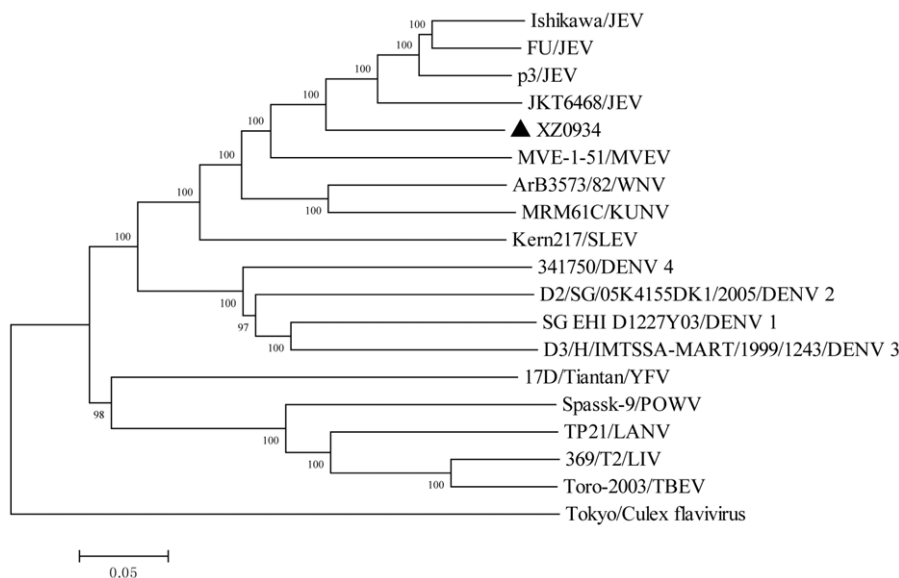 Ishikawa/JEV
100
FU/JEV
100
p3/JEV
100
JKT6468/JEV
100
XZ0934
100
MVE-1-51/MVEV
100
ArB3573/82/WNV
100
100
MRM61C/KUNV
Kern217/SLEV
100
341750/DENV 4
100
D2/SG/05K4155DK1/2005/DENV 2
97
SG EHI D1227Y03/DENV 1
100
D3/H/IMTSSA-MART/1999/1243/DENV 3
17D/Tiantan/YFV
98
Spassk-9/POWV
100
TP21/LANV
100
369/T2/LIV
100
Toro-2003/TBEV
Tokyo/Culex flavivirus
0.05